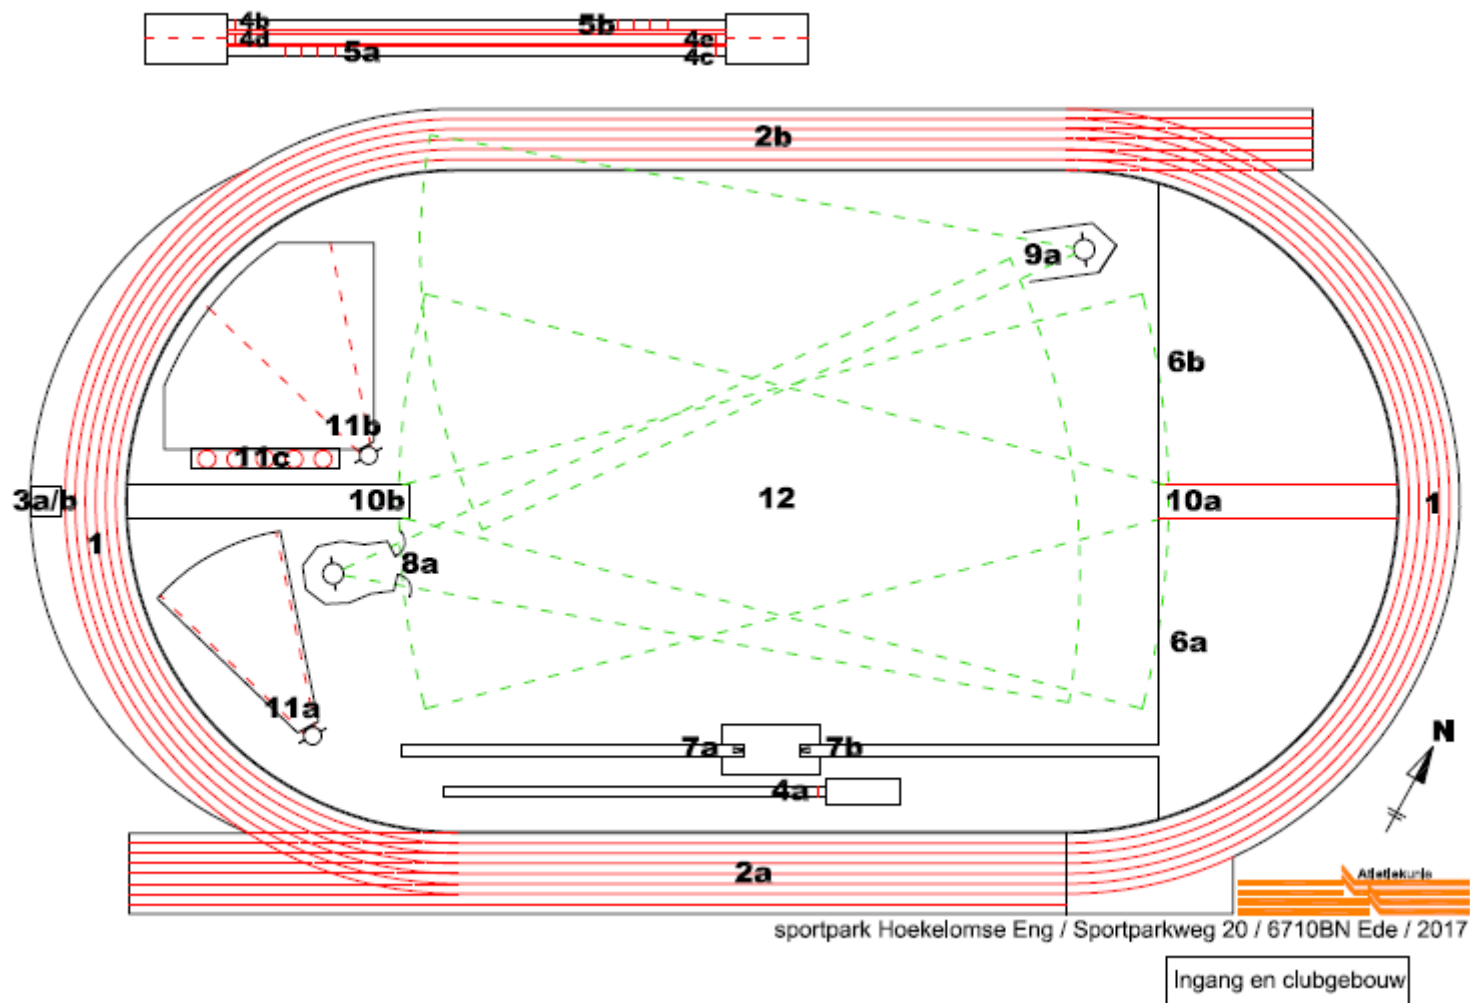 4b
5b
4d
4e
5a
4c
2b
9a
6b
11b
11c
3a/b
10b
12
10a
1
1
8a
6a
11a
7a
7b
N
4a
2a
Atletiekunie
sportpark Hoekelomse Eng / Sportparkweg 20 / 6710BN Ede / 2017
Ingang en clubgebouw